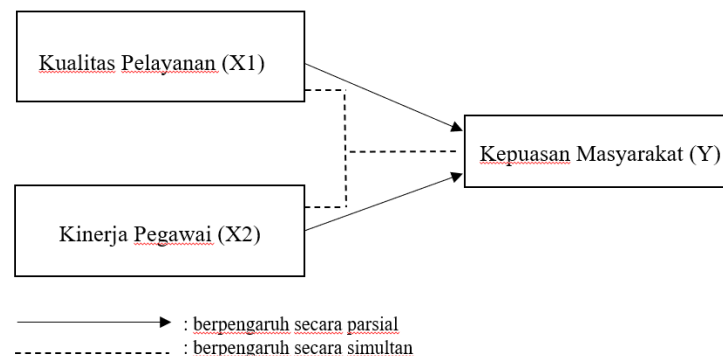 Kualitas Pelayanan (X1)
Kepuasan Masyarakat (Y)
Kinerja Pegawai (X2)
: berpengaruh secara parsial
: berpengaruh secara simultan